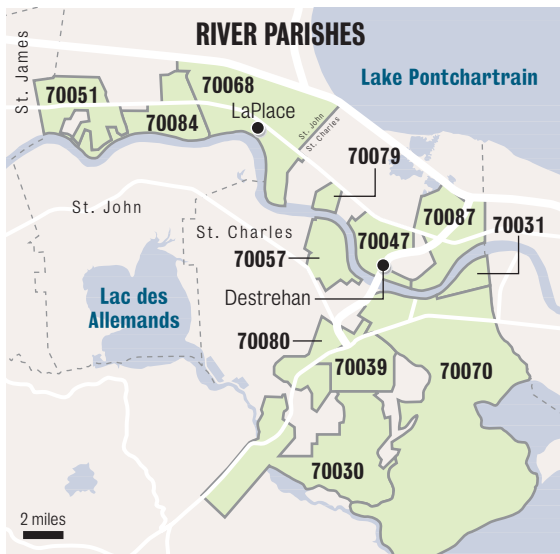 RIVER PARISHES
Lake Pontchartrain
St. James
70051
70068
LaPlace
70084
St. John
St. Charles
70079
St. John
St. Charles
70087
70031
70047
70057
Destrehan
Lac des
Allemands
70080
70039
70070
70030
2 miles